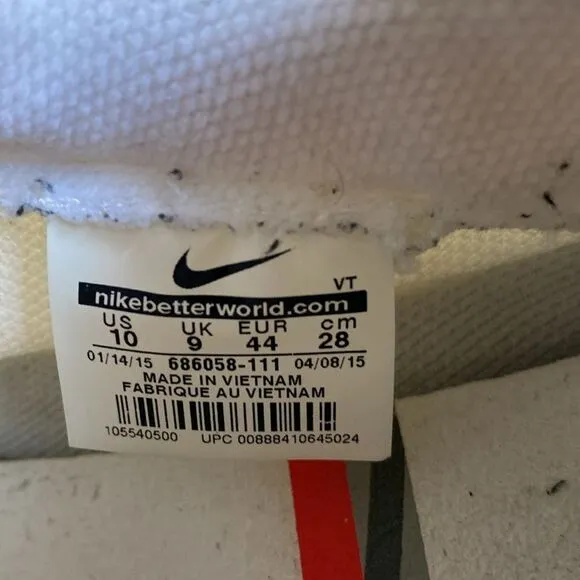 VT
nikebetterworld.com
US UK EUR cm
10 9 44 28
01/14/15 686058-111 04/08/15
MADE IN VIETNAM
FABRIQUE AU VIETNAM
105540500 UPC 00888410645024